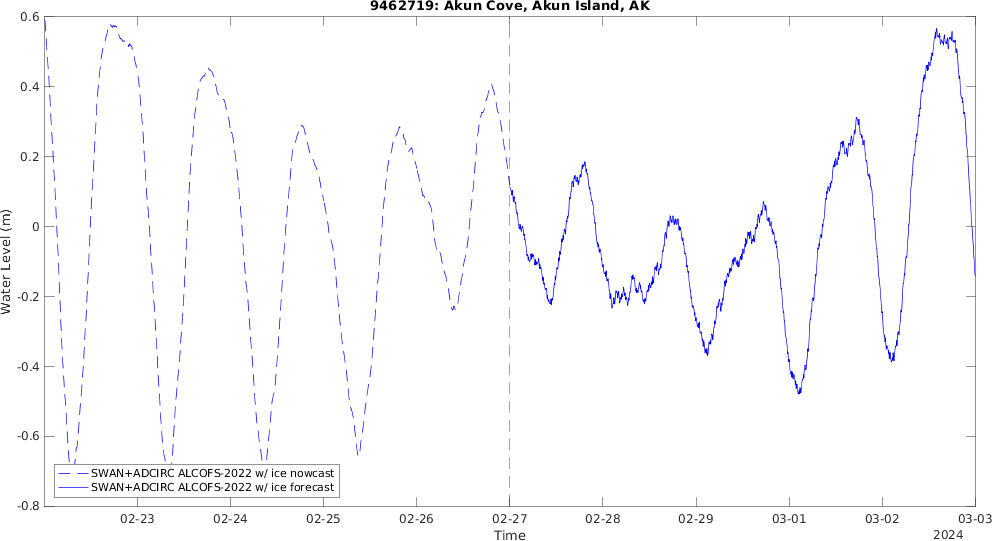 9462719: Akun Cove, Akun Island, AK
0.6
0.4
0.2
0
-0.2
-0.4
-0.6
-0.8
Water Level (m)
SWAN+ADCIRC ALCOFS-2022 w/ ice nowcast
SWAN+ADCIRC ALCOFS-2022 w/ ice forecast
02-23 02-24 02-25 02-26 02-27 02-28 02-29 03-01 03-02 03-03
Time
2024